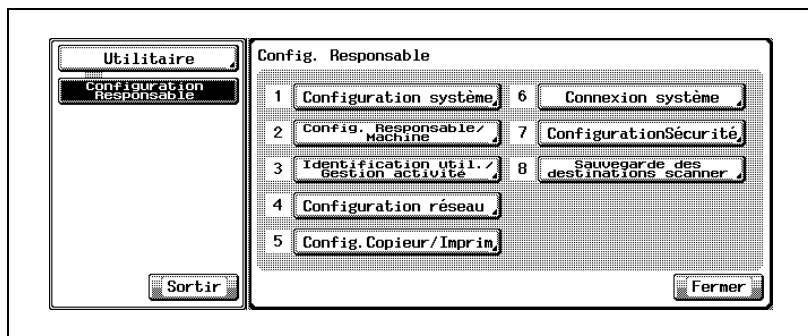 Utilitaire
Configuration
Responsable
Sortir
Config. Responsable
1 Configuration système
2 Config. Responsable/
Machine
3 Identification util./
Gestion activité
4 Configuration réseau
5 Config.Copieur/Imprim
6 Connexion système
7 ConfigurationSécurité
8 Sauvegarde des
destinations scanner
Fermer